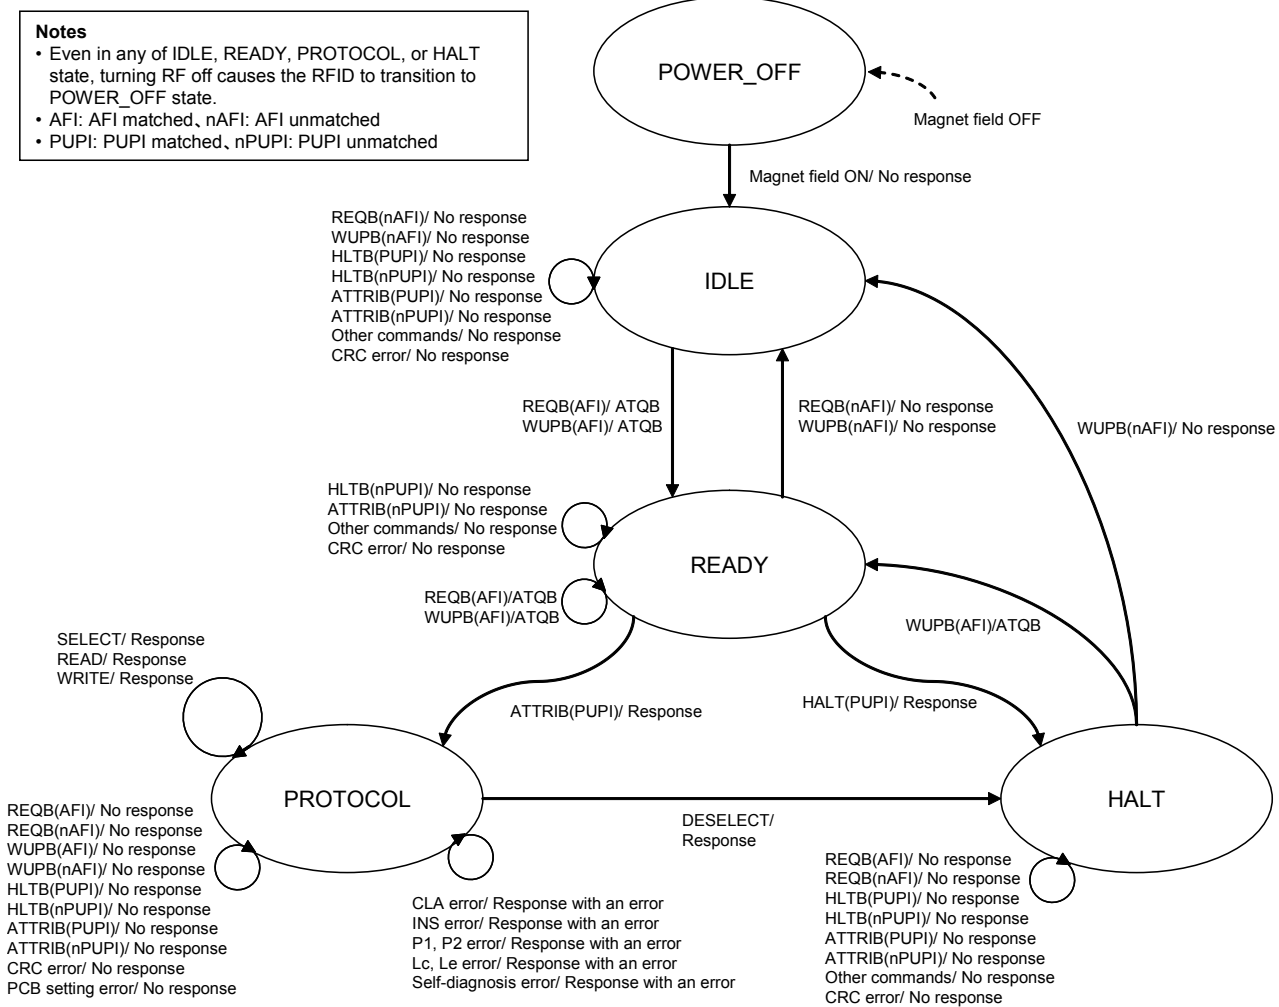 Notes
• Even in any of IDLE, READY, PROTOCOL, or HALT
state, turning RF off causes the RFID to transition to
POWER_OFF state.
• AFI: AFI matched、nAFI: AFI unmatched
• PUPI: PUPI matched、nPUPI: PUPI unmatched
POWER_OFF
Magnet field OFF
Magnet field ON/ No response
REQB(nAFI)/ No response
WUPB(nAFI)/ No response
HLTB(PUPI)/ No response
HLTB(nPUPI)/ No response
ATTRIB(PUPI)/ No response
ATTRIB(nPUPI)/ No response
Other commands/ No response
CRC error/ No response
IDLE
REQB(AFI)/ ATQB
WUPB(AFI)/ ATQB
REQB(nAFI)/ No response
WUPB(nAFI)/ No response
WUPB(nAFI)/ No response
HLTB(nPUPI)/ No response
ATTRIB(nPUPI)/ No response
Other commands/ No response
CRC error/ No response
READY
REQB(AFI)/ATQB
WUPB(AFI)/ATQB
WUPB(AFI)/ATQB
SELECT/ Response
READ/ Response
WRITE/ Response
ATTRIB(PUPI)/ Response
HALT(PUPI)/ Response
PROTOCOL
HALT
DESELECT/
Response
REQB(AFI)/ No response
REQB(nAFI)/ No response
WUPB(AFI)/ No response
WUPB(nAFI)/ No response
HLTB(PUPI)/ No response
HLTB(nPUPI)/ No response
ATTRIB(PUPI)/ No response
ATTRIB(nPUPI)/ No response
CRC error/ No response
PCB setting error/ No response
CLA error/ Response with an error
INS error/ Response with an error
P1, P2 error/ Response with an error
Lc, Le error/ Response with an error
Self-diagnosis error/ Response with an error
REQB(AFI)/ No response
REQB(nAFI)/ No response
HLTB(PUPI)/ No response
HLTB(nPUPI)/ No response
ATTRIB(PUPI)/ No response
ATTRIB(nPUPI)/ No response
Other commands/ No response
CRC error/ No response